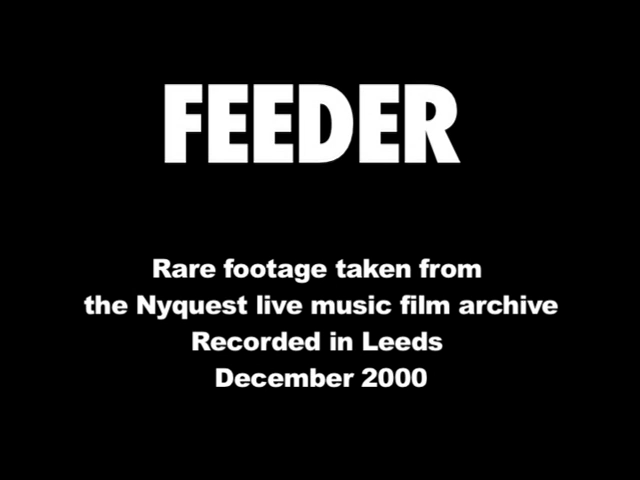 FEEDER
Rare footage taken from
the Nyquest live music film archive
Recorded in Leeds
December 2000